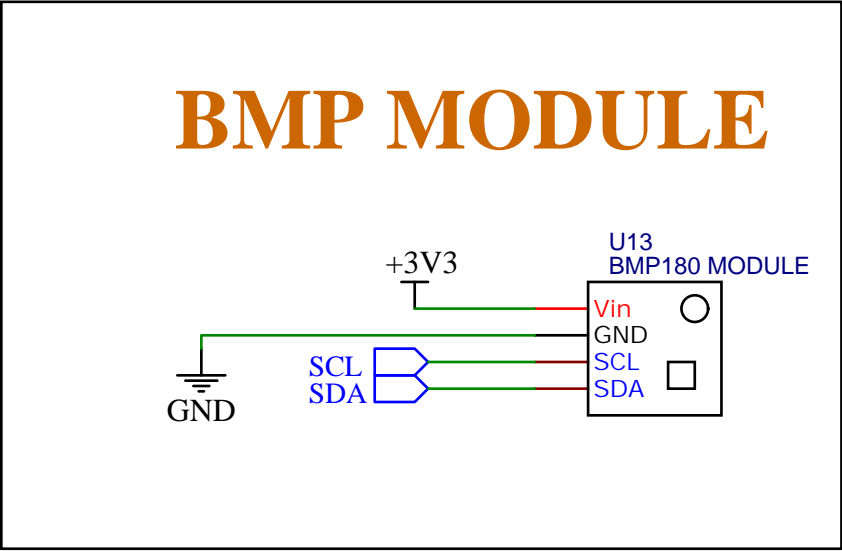 BMP MODULE
U13
BMP180 MODULE
+3V3
Vin
GND
SCL
SDA
SCL
SDA
GND